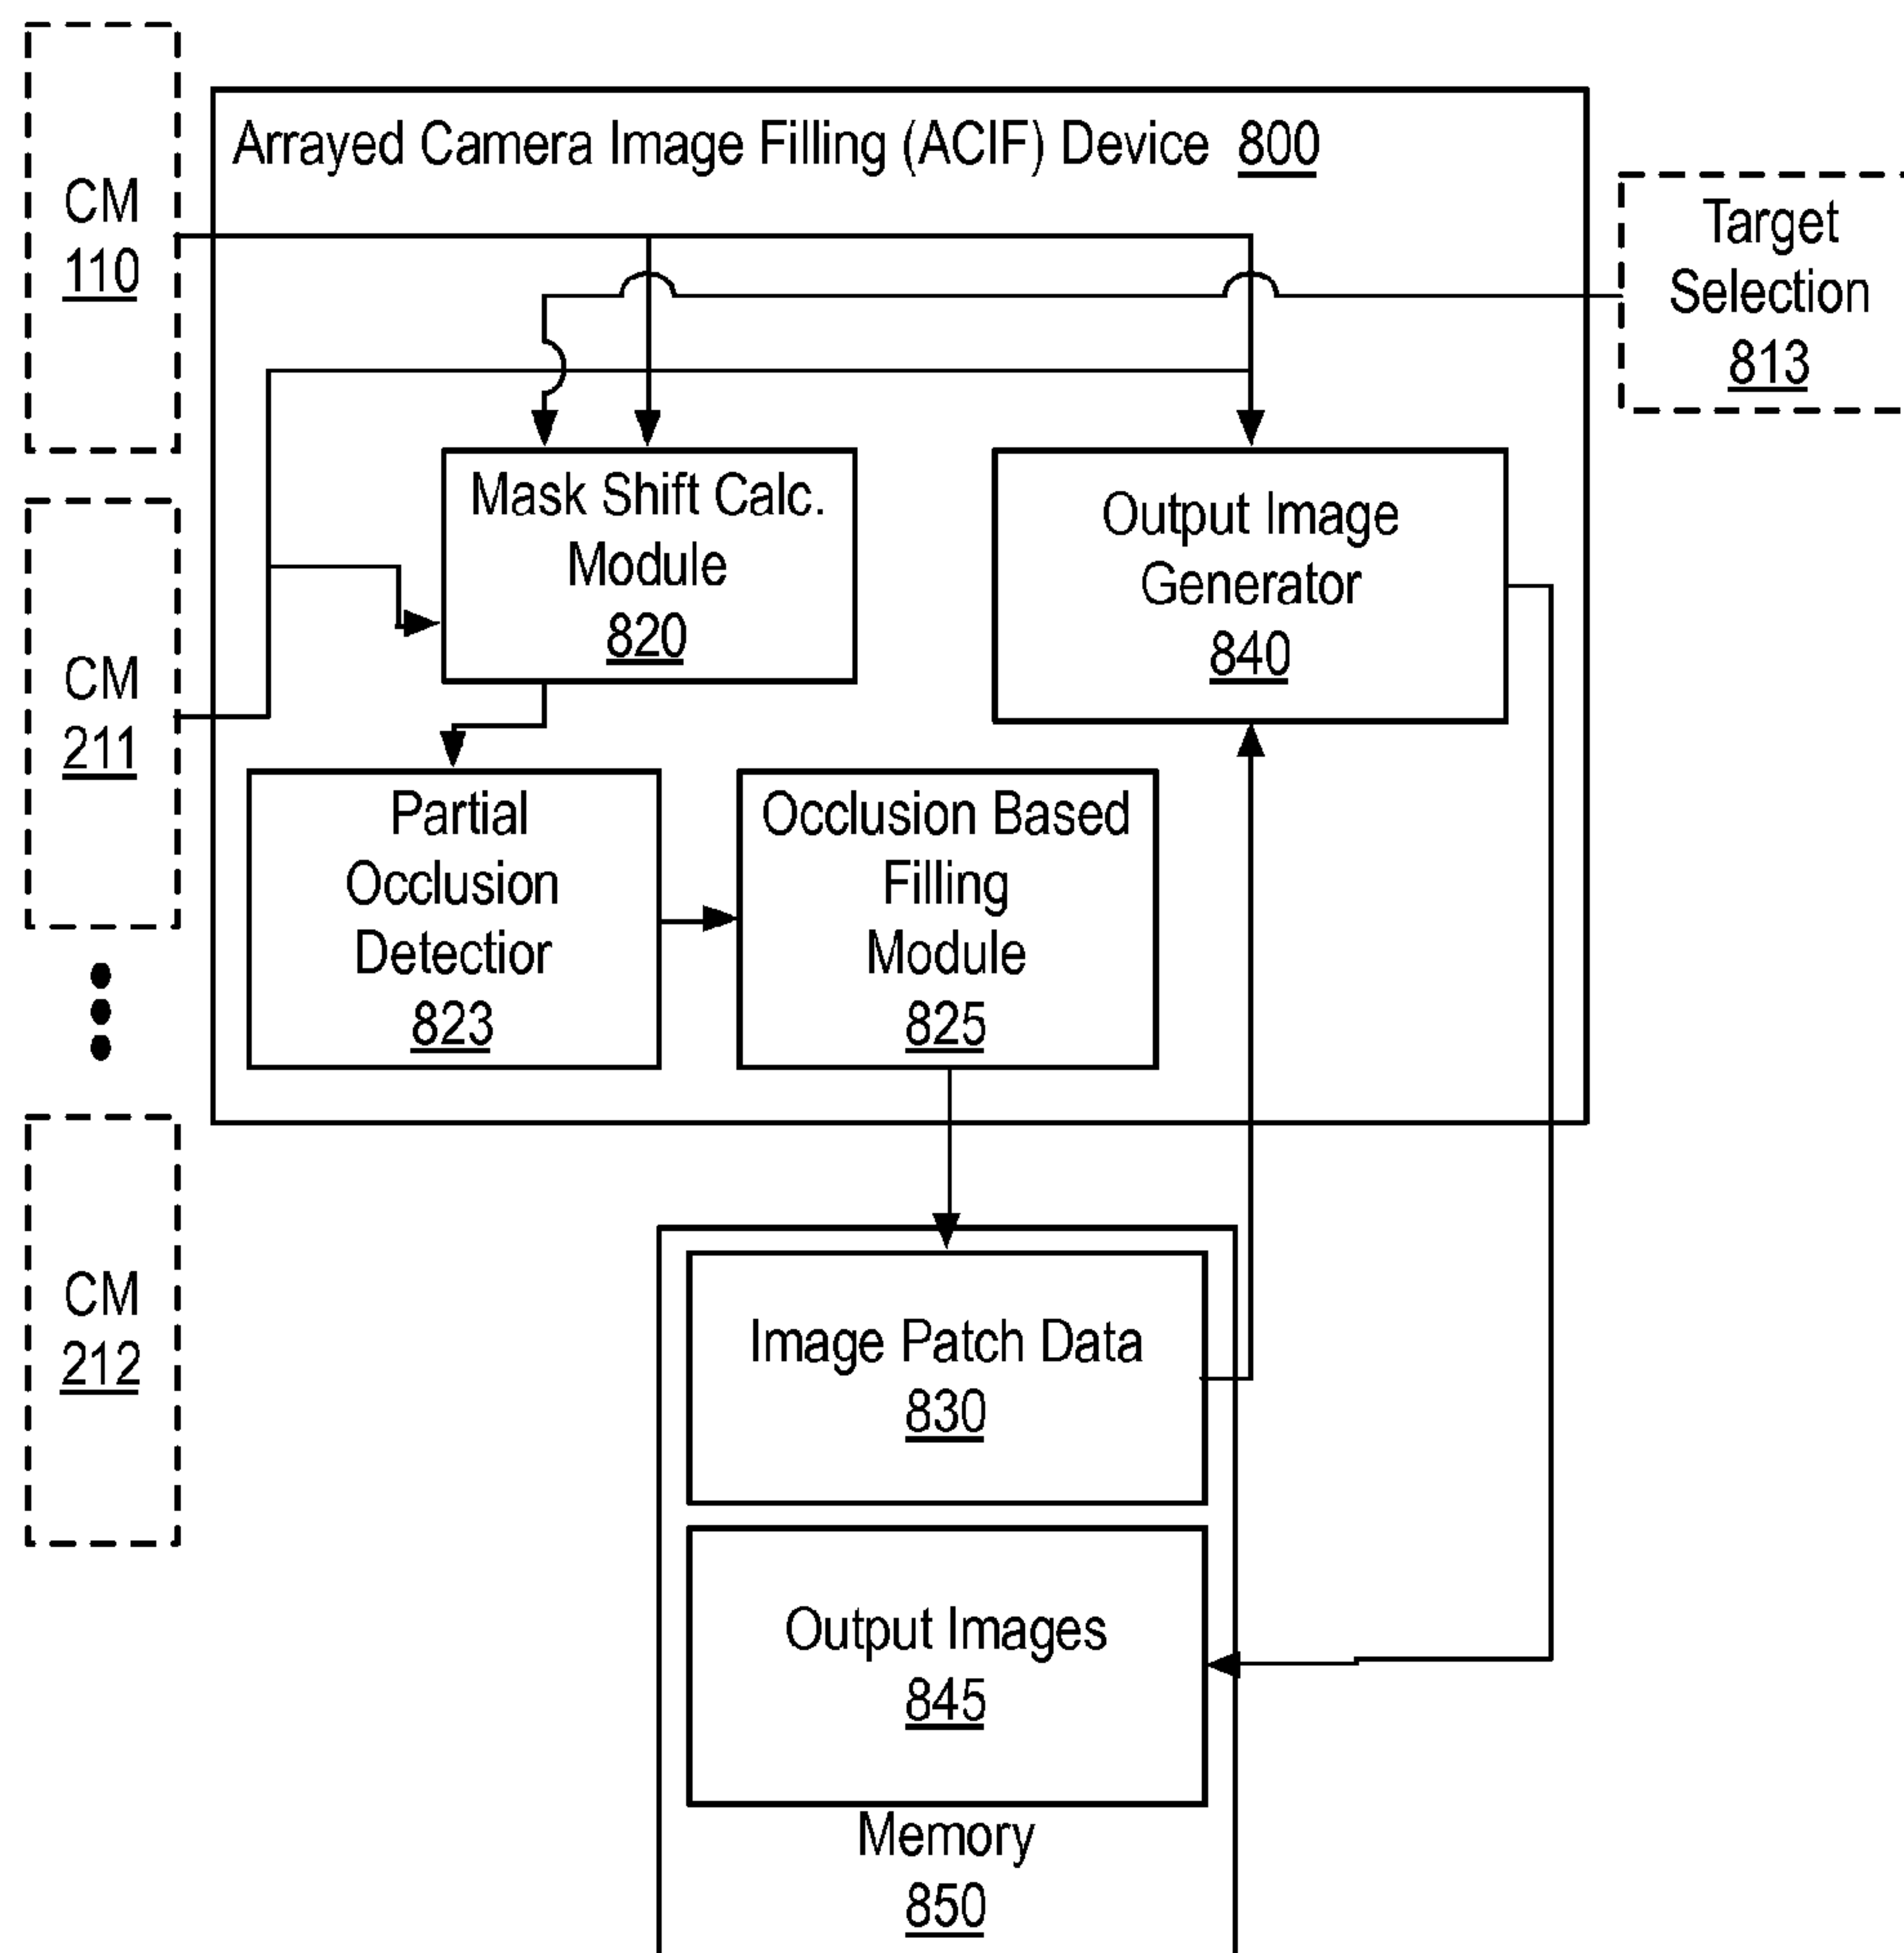 Arrayed Camera Image Filling (ACIF) Device 800
CM
110
Target
Selection
813
CM
211
Mask Shift Calc.
Module
820
Output Image
Generator
840
Partial
Occlusion
Detectior
823
Occlusion Based
Filling
Module
825
CM
212
Image Patch Data
830
Output Images
845
Memory
850